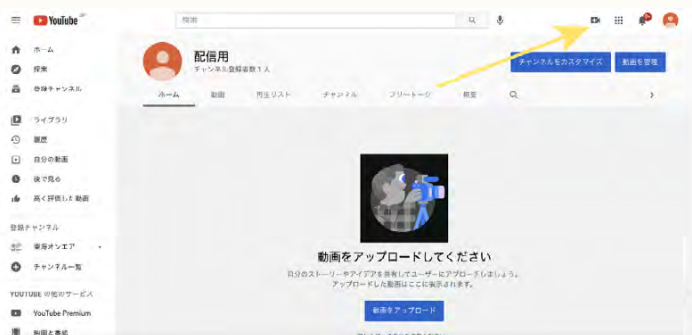 YouTube JP
検索
ホーム
探索
登録チャンネル
ライブラリ
履歴
自分の動画
後で見る
高く評価した動画
登録チャンネル
東海オンエア
チャンネル一覧
YOUTUBE の他のサービス
YouTube Premium
配信用
チャンネル登録者数 1 人
チャンネルをカスタマイズ
動画を管理
ホーム
動画
再生リスト
チャンネル
フリートーク
概要
動画をアップロードしてください
自分のストーリーやアイデアを共有してユーザーにアプローチしましょう。
アップロードした動画はここに表示されます。
動画をアップロード